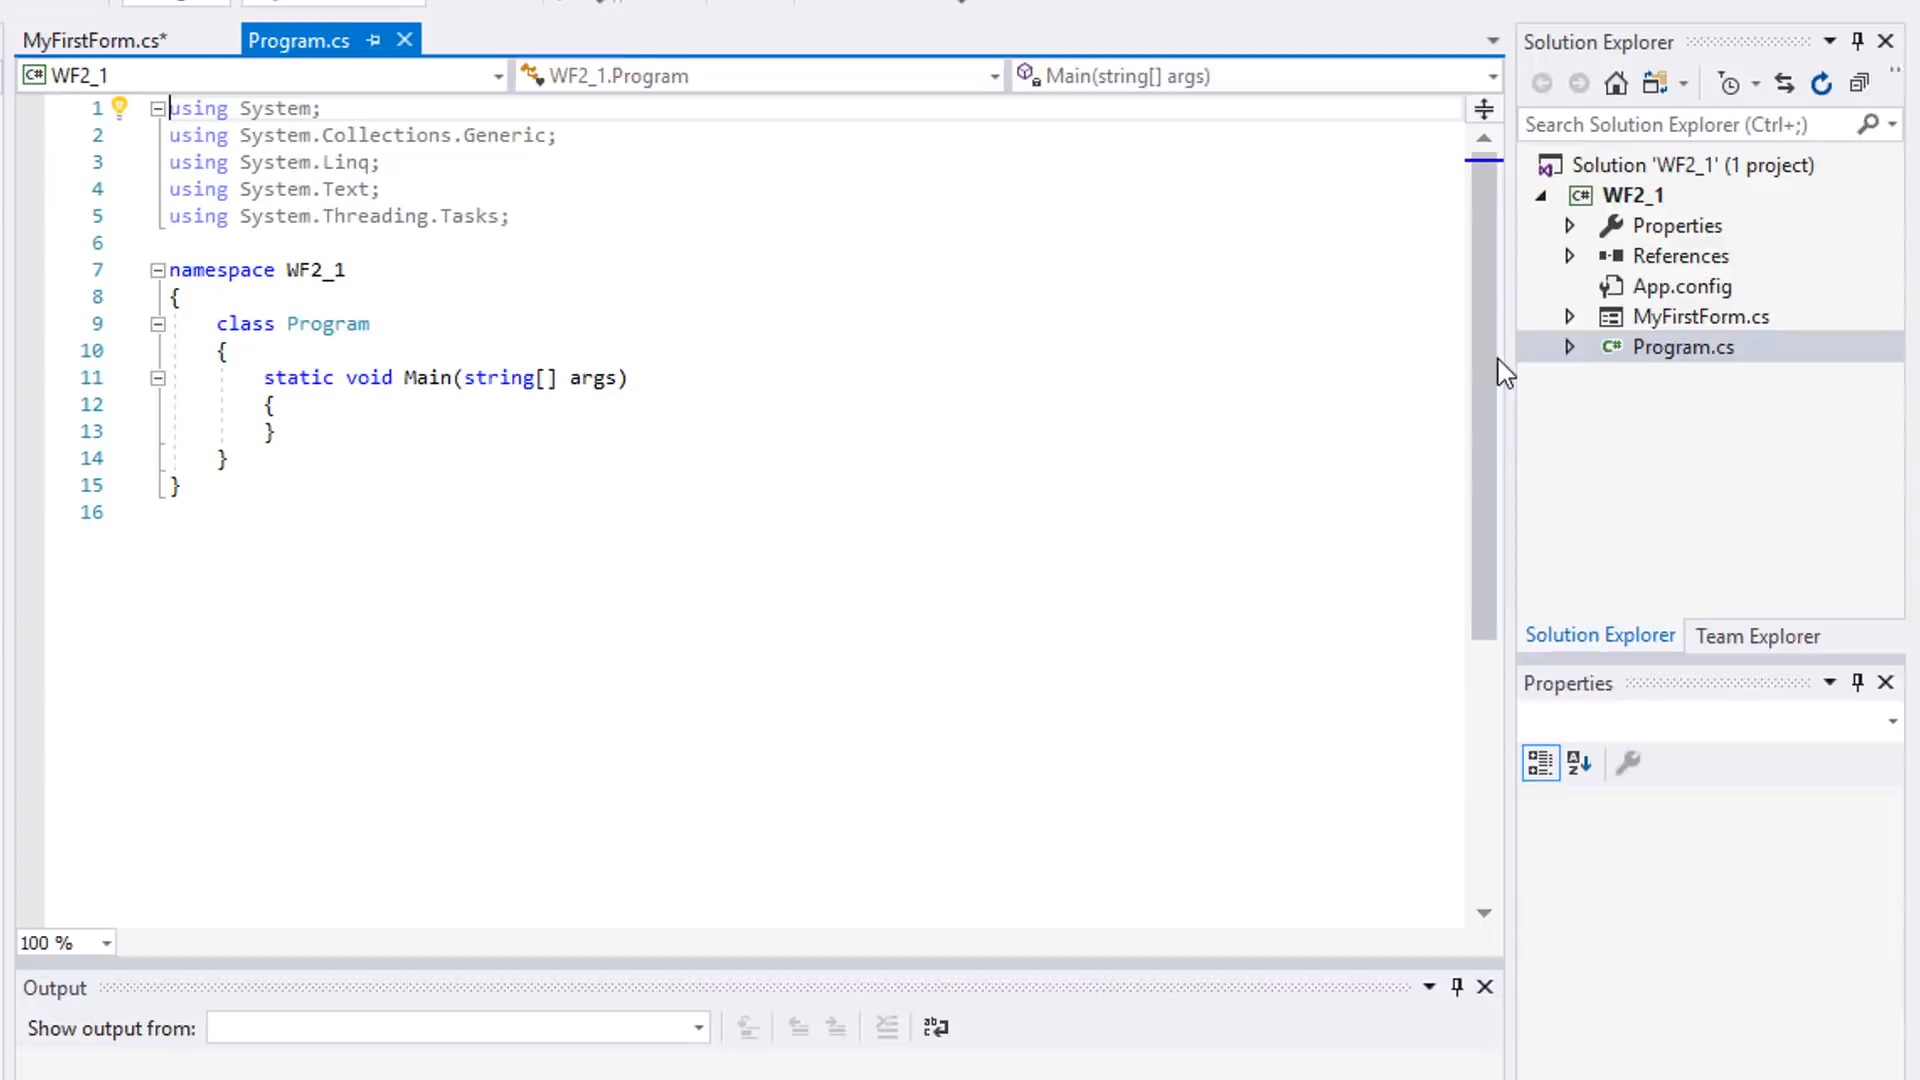 MyFirstForm.cs*
Program.cs
WF2_1
WF2_1.Program
Main(string[] args)
1 using System;
2 using System.Collections.Generic;
3 using System.Linq;
4 using System.Text;
5 using System.Threading.Tasks;
6
7 namespace WF2_1
8 {
9 class Program
10 {
11 static void Main(string[] args)
12 {
13 }
14 }
15 }
16
100 %
Output
Show output from:
Solution Explorer
Search Solution Explorer (Ctrl+;)
Solution 'WF2_1' (1 project)
C# WF2_1
Properties
References
App.config
MyFirstForm.cs
C# Program.cs
Solution Explorer
Team Explorer
Properties